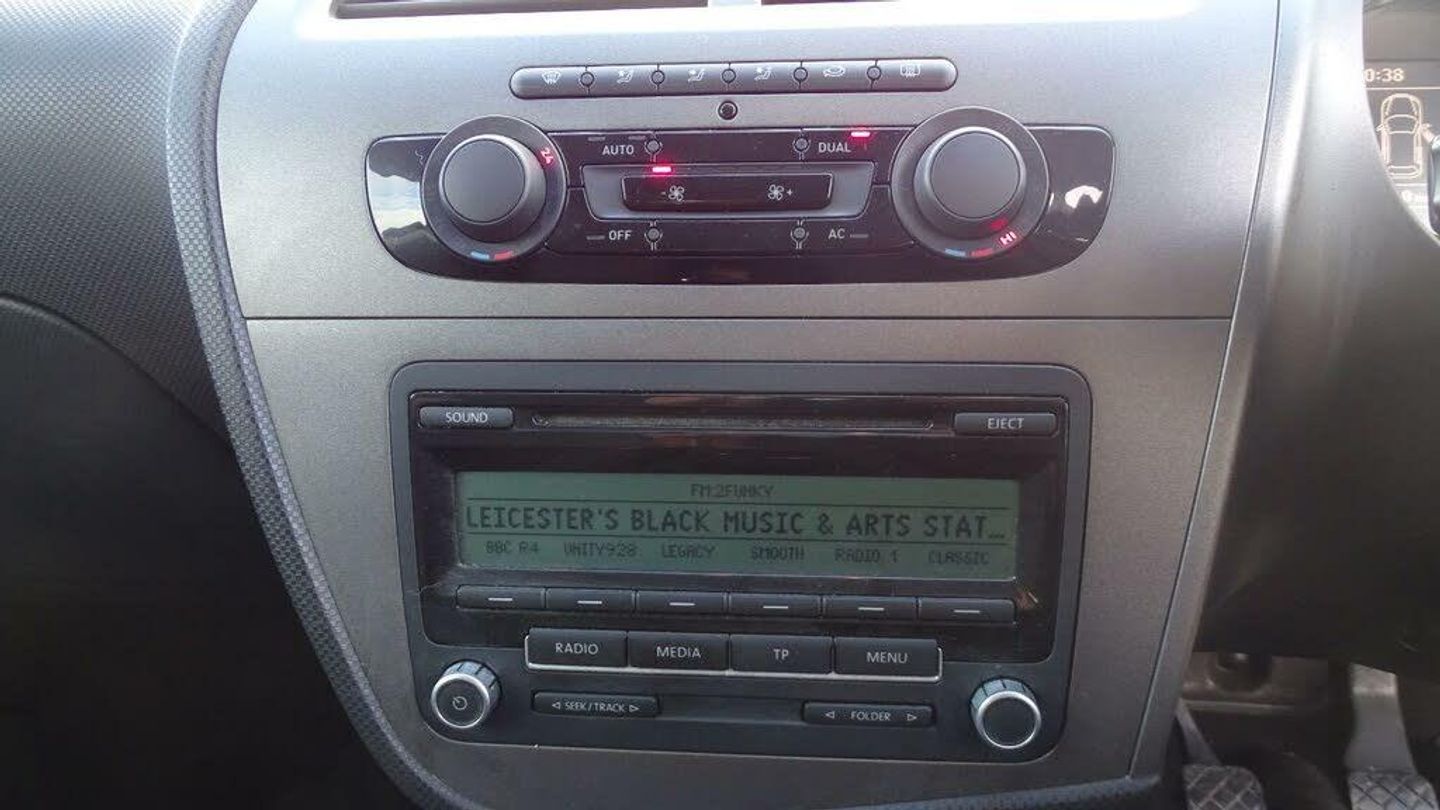 0:38
24
AUTO
DUAL
- +
OFF
AC
HI
SOUND
EJECT
FM:2FUNKY
LEICESTER'S BLACK MUSIC & ARTS STAT...
BBC R4 UNITY928 LEGACY SMOOTH RADIO 1 CLASSIC
RADIO MEDIA TP MENU
SEEK/TRACK
FOLDER